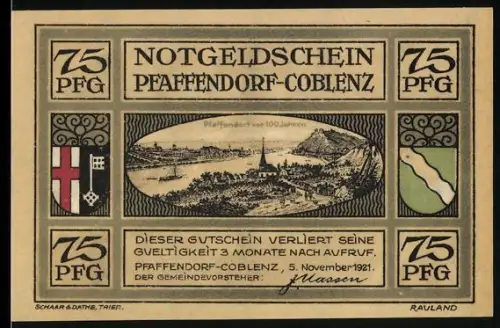 75 PFG
NOTGELDSCHEIN
PFAFFENDORF-COBLENZ
75 PFG
Pfaffendorf vor 100 Jahren
DIESER GUTSCHEIN VERLIERT SEINE
GUELTIGKEIT 3 MONATE NACH AUFRUF.
PFAFFENDORF-COBLENZ, 5. November 1921.
DER GEMEINDEVORSTEHER:
75 PFG
75 PFG
SCHAAR & DATHE, TRIER.
RAULAND